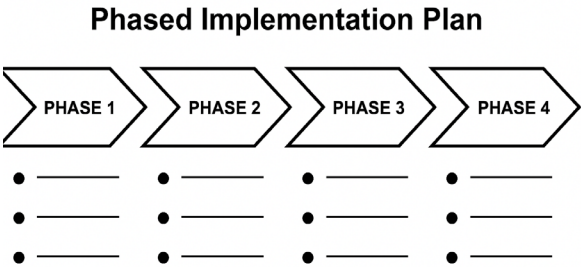 Phased Implementation Plan
PHASE 1
PHASE 2
PHASE 3
PHASE 4